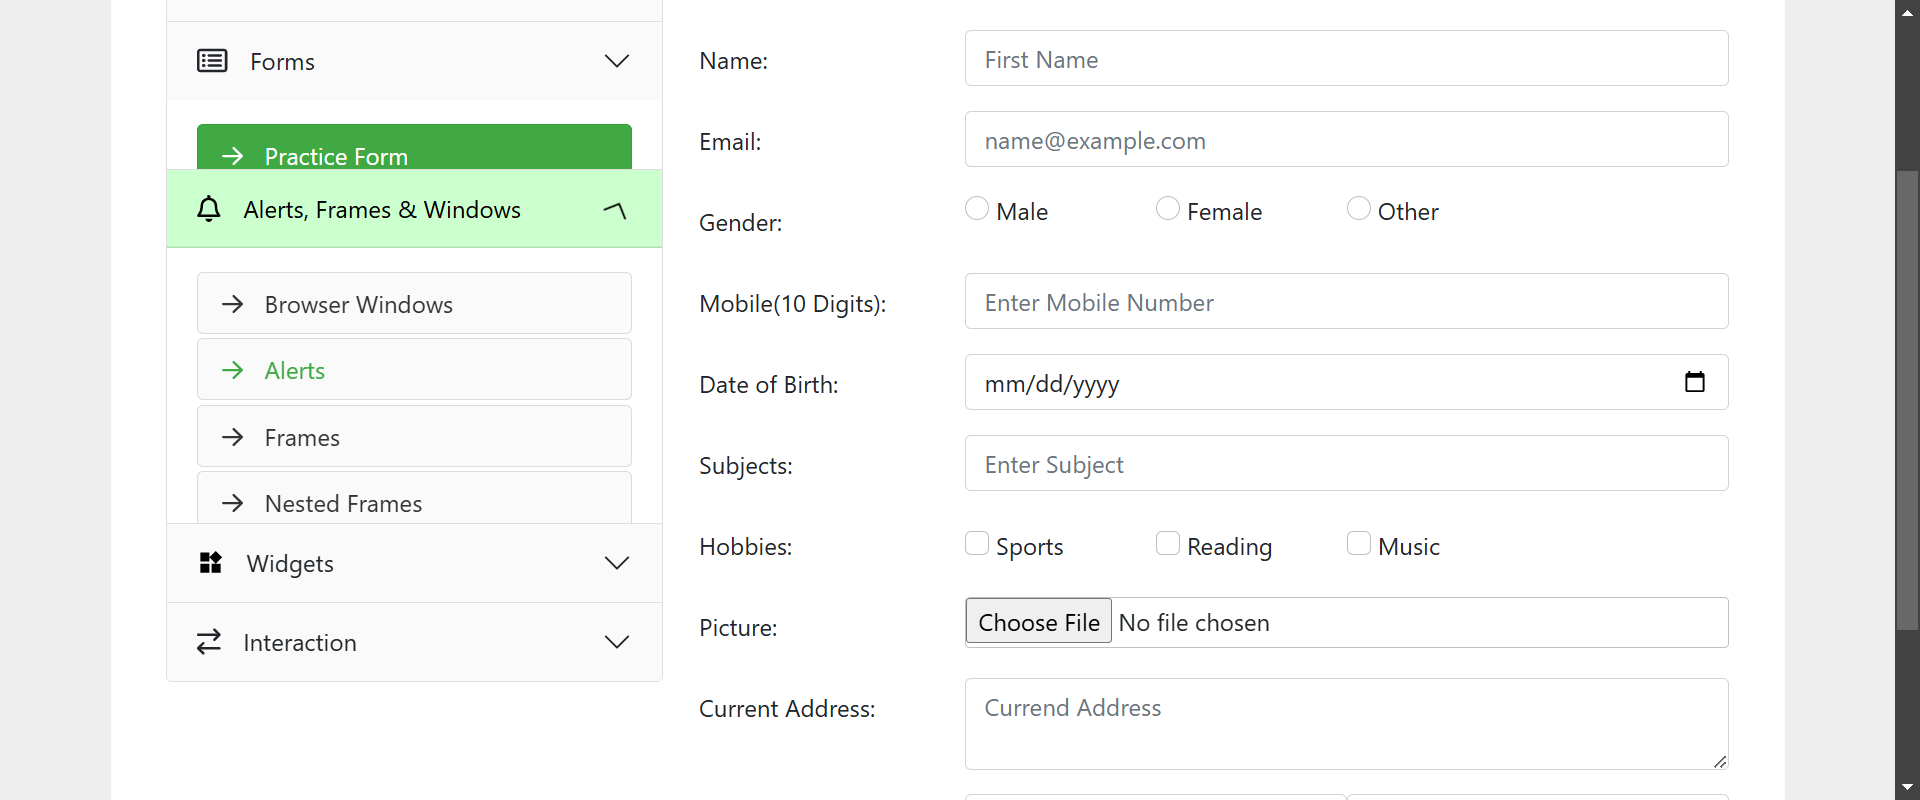 Forms
Practice Form
Alerts, Frames & Windows
Browser Windows
Alerts
Frames
Nested Frames
Widgets
Interaction
Name:
First Name
Email:
name@example.com
Gender:
Male
Female
Other
Mobile(10 Digits):
Enter Mobile Number
Date of Birth:
mm/dd/yyyy
Subjects:
Enter Subject
Hobbies:
Sports
Reading
Music
Picture:
Choose File No file chosen
Current Address:
Currend Address